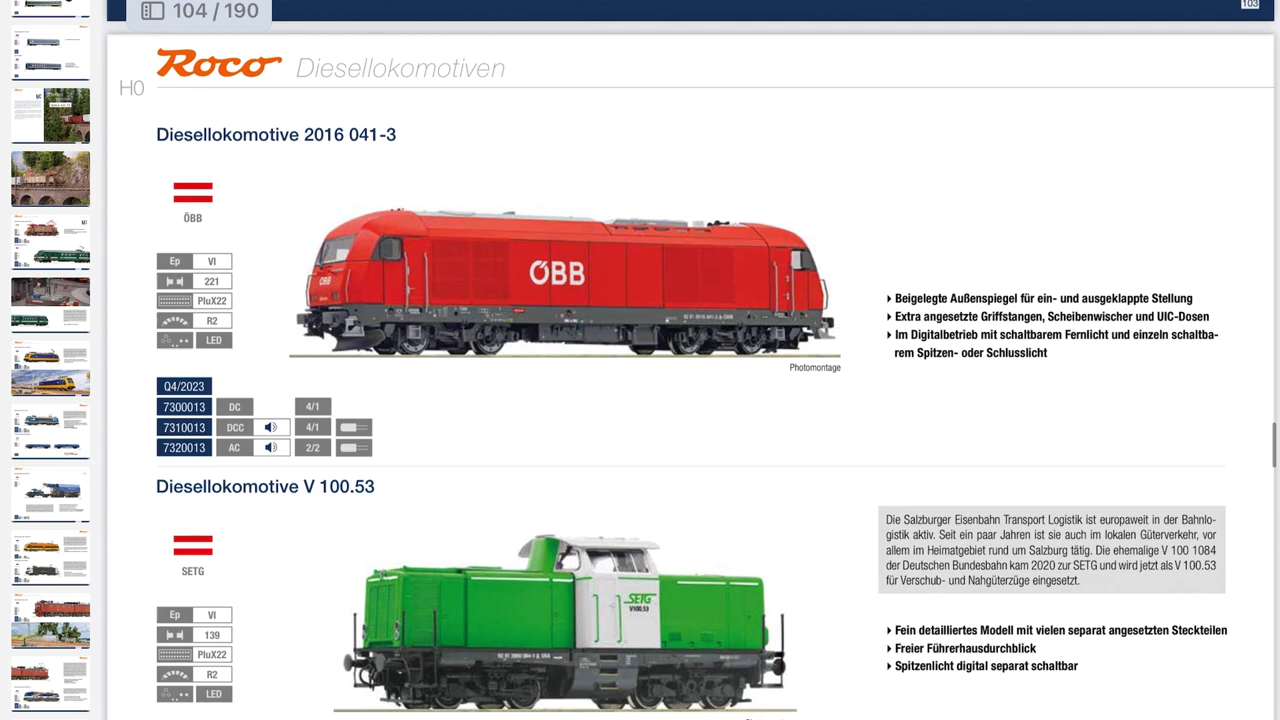 104 / 190
103
Roco Diesellokomotiven
H0
Diesellokomotive 2016 041-3
ÖBB
Ep VI
221
PluX22
R2
LED
ÖBB
ÖBB
Photomontage
▸ Beigelegte Außenspiegel für ein- und ausgeklappte Stellung
▸ Extra angesetzte Griffstangen, Scheibenwischer und UIC-Dosen
▸ Im Digitalbetrieb mit schaltbarem Fernlicht und einzeln schaltba-
rem Spitzen- oder Schlusslicht
Q4/2023
7300013 DC 4/1
7310013 DCC 4/1
7320013 AC 2/2
Diesellokomotive V 100.53
SETG
Ep VI
139
PluX22
R2
LED
SETG
V100.53
Die Salzburger Eisenbahn Transport Logistik ist europaweit in der Bahnlo-
gistik aktiv. Seit ein paar Jahren ist sie auch im lokalen Güterverkehr, vor
allem im Heimatgebiet rund um Salzburg tätig. Die ehemalige V 100 1084
der Deutschen Bundesbahn kam 2020 zur SETG und wird jetzt als V 100.53
für Verschub- und Nahgüterzüge eingesetzt.
▸ Fein detailliertes Modell mit vielen separat angesetzten Steckteilen
▸ Freier Führerhausdurchblick
▸ Spitzenlicht digital separat schaltbar